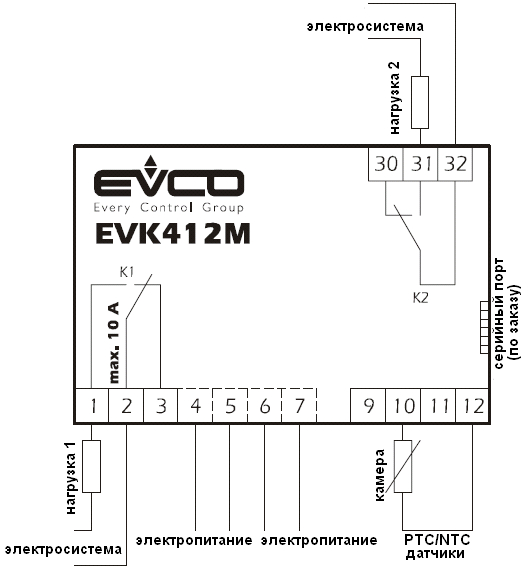 электросистема
нагрузка 2
30 31 32
EVCO
Every Control Group
EVK412M
K1
K2
max. 10 A
серийный порт
(по заказу)
1 2 3 4 5 6 7 9 10 11 12
нагрузка 1
камера
электросистема
электропитание
электропитание
PTC/NTC
датчики